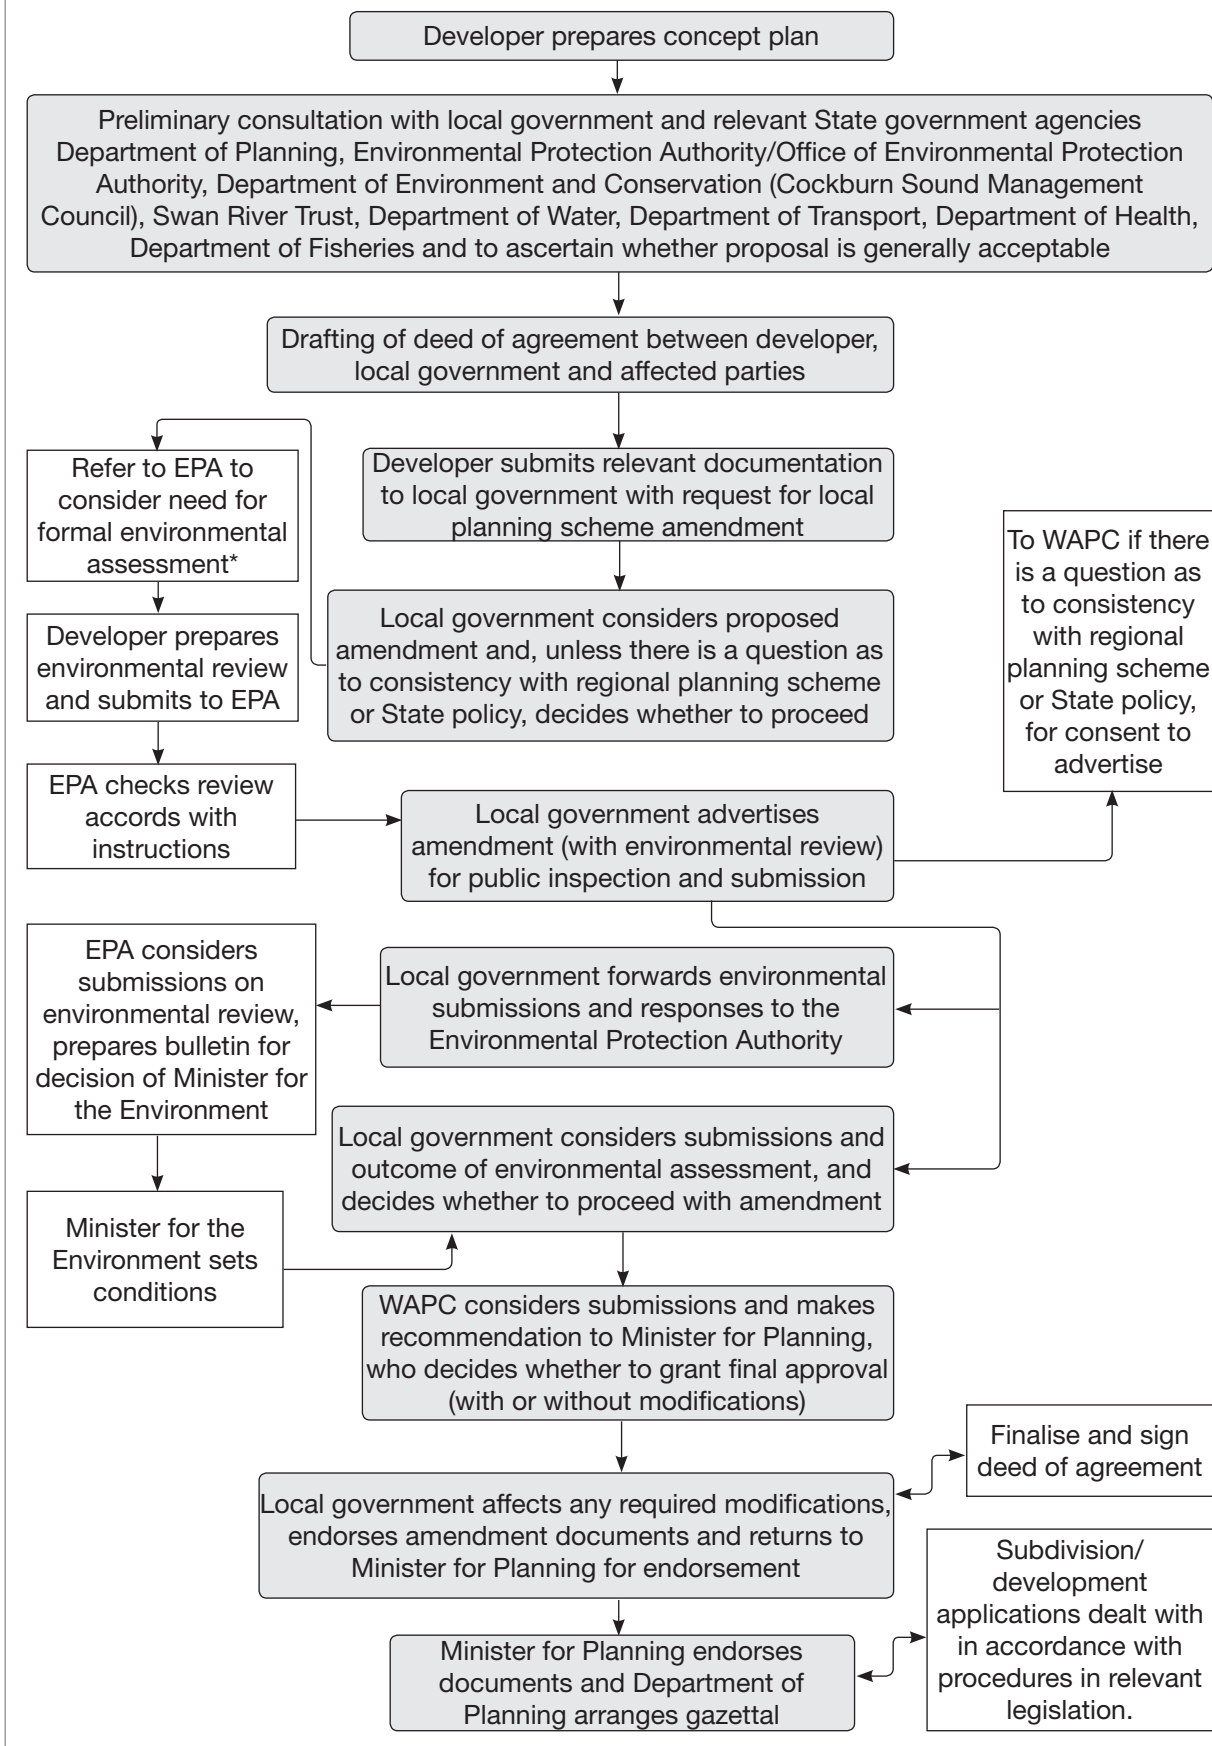 Developer prepares concept plan
Preliminary consultation with local government and relevant State government agencies
Department of Planning, Environmental Protection Authority/Office of Environmental Protection
Authority, Department of Environment and Conservation (Cockburn Sound Management
Council), Swan River Trust, Department of Water, Department of Transport, Department of Health,
Department of Fisheries and to ascertain whether proposal is generally acceptable
Drafting of deed of agreement between developer,
local government and affected parties
Refer to EPA to
consider need for
formal environmental
assessment*
Developer submits relevant documentation
to local government with request for local
planning scheme amendment
To WAPC if there
is a question as
to consistency
with regional
planning scheme
or State policy,
for consent to
advertise
Developer prepares
environmental review
and submits to EPA
Local government considers proposed
amendment and, unless there is a question as
to consistency with regional planning scheme
or State policy, decides whether to proceed
EPA checks review
accords with
instructions
Local government advertises
amendment (with environmental review)
for public inspection and submission
EPA considers
submissions on
environmental review,
prepares bulletin for
decision of Minister for
the Environment
Local government forwards environmental
submissions and responses to the
Environmental Protection Authority
Local government considers submissions and
outcome of environmental assessment, and
decides whether to proceed with amendment
Minister for the
Environment sets
conditions
WAPC considers submissions and makes
recommendation to Minister for Planning,
who decides whether to grant final approval
(with or without modifications)
Finalise and sign
deed of agreement
Local government affects any required modifications,
endorses amendment documents and returns to
Minister for Planning for endorsement
Subdivision/
development
applications dealt with
in accordance with
procedures in relevant
legislation.
Minister for Planning endorses
documents and Department of
Planning arranges gazettal